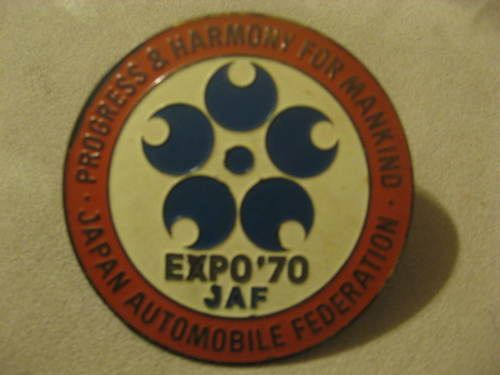 · PROGRESS & HARMONY FOR MANKIND ·
JAPAN AUTOMOBILE FEDERATION
EXPO'70
JAF